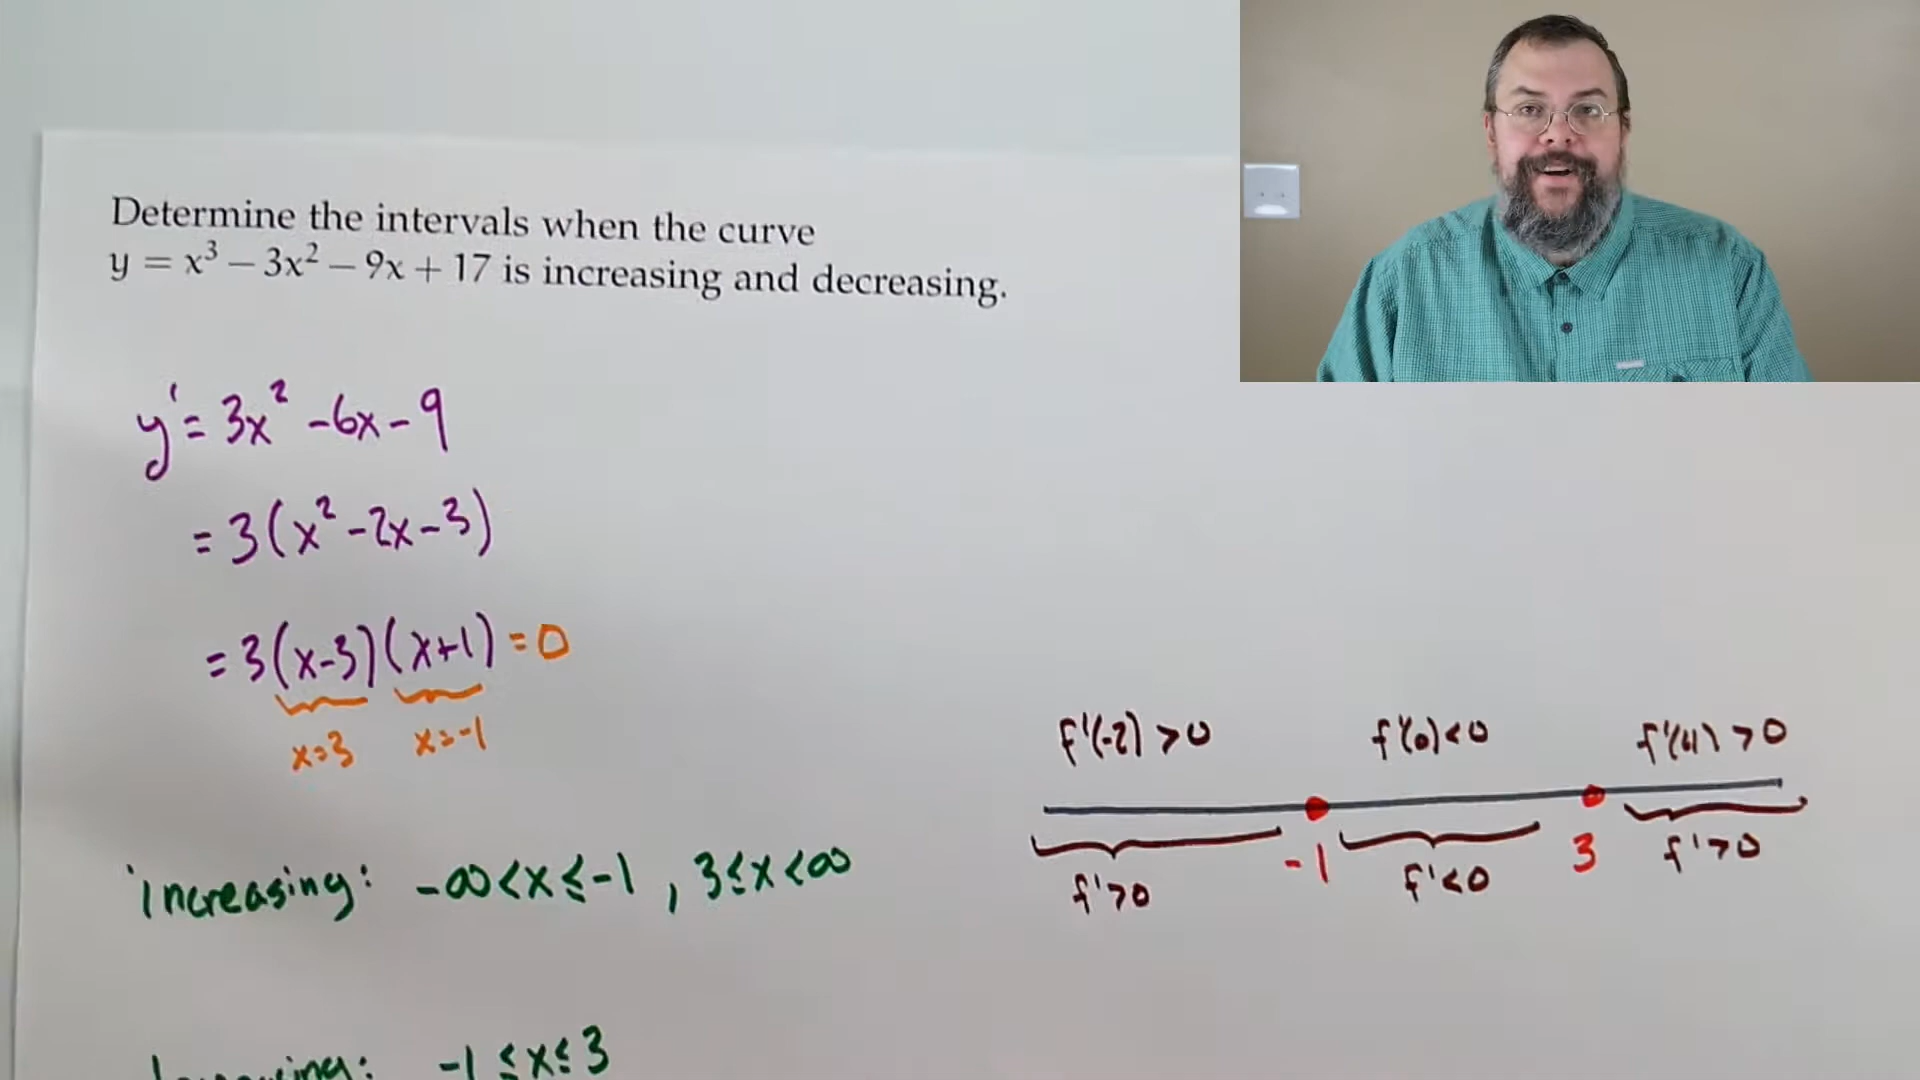 Determine the intervals when the curve
y = x³ − 3x² − 9x + 17 is increasing and decreasing.
y' = 3x² - 6x - 9
= 3(x² - 2x - 3)
= 3(x-3)(x+1) = 0
x=3 x=-1
increasing: -∞<x≤-1, 3≤x<∞
-1≤x≤3
f'(-2)>0 f'(0)<0 f'(4)>0
-1 3
f'>0 f'<0 f'>0